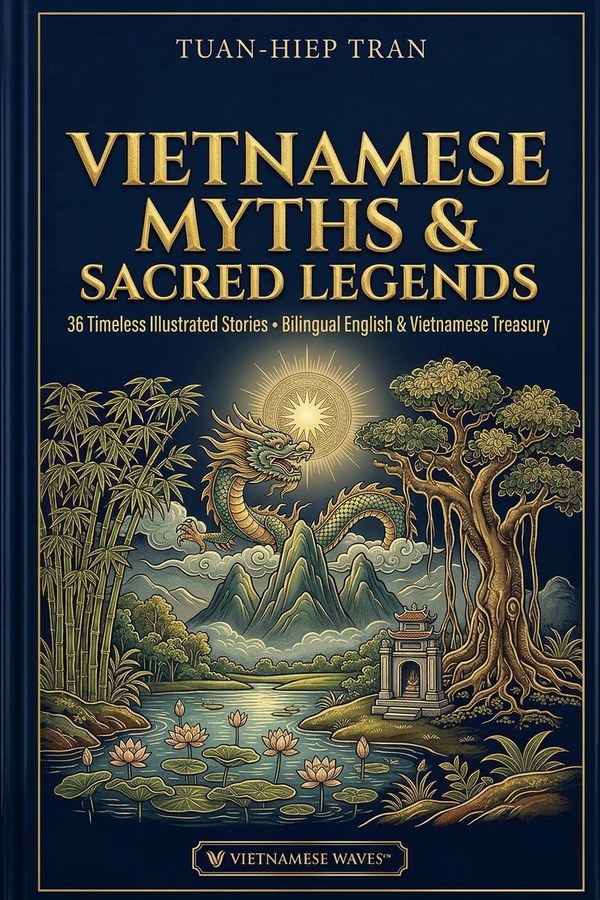 TUAN-HIEP TRAN
VIETNAMESE
MYTHS &
SACRED LEGENDS
36 Timeless Illustrated Stories • Bilingual English & Vietnamese Treasury
VIETNAMESE WAVES™